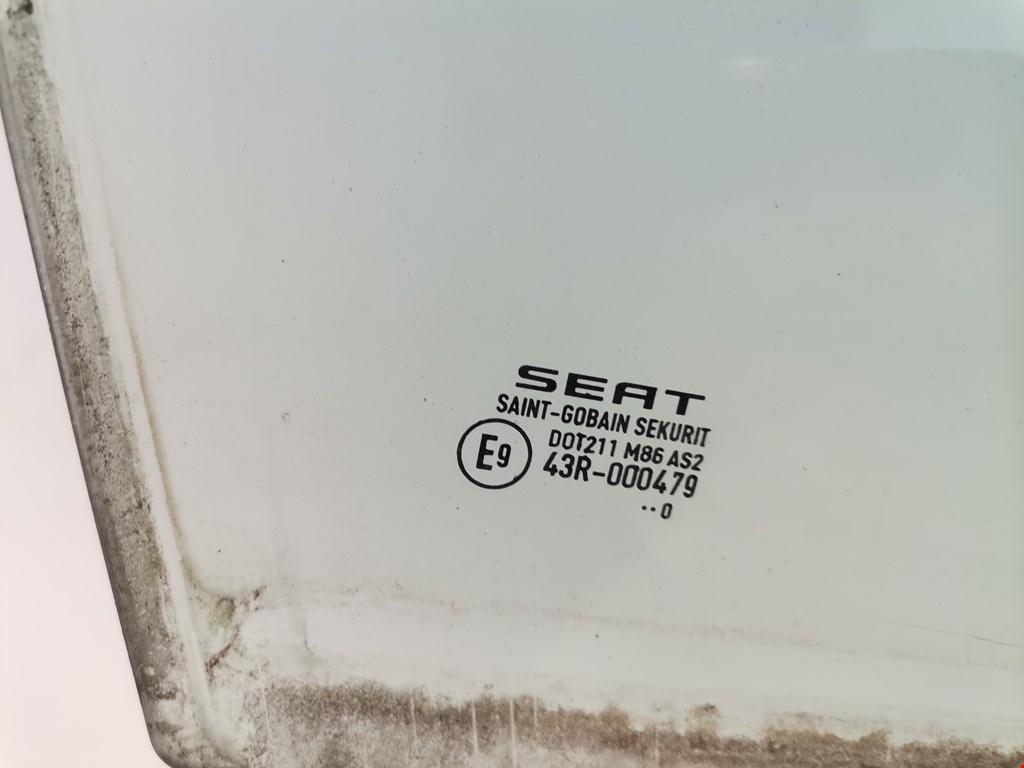 SEAT
SAINT-GOBAIN SEKURIT
DOT211 M86 AS2
E9 43R-000479
··0